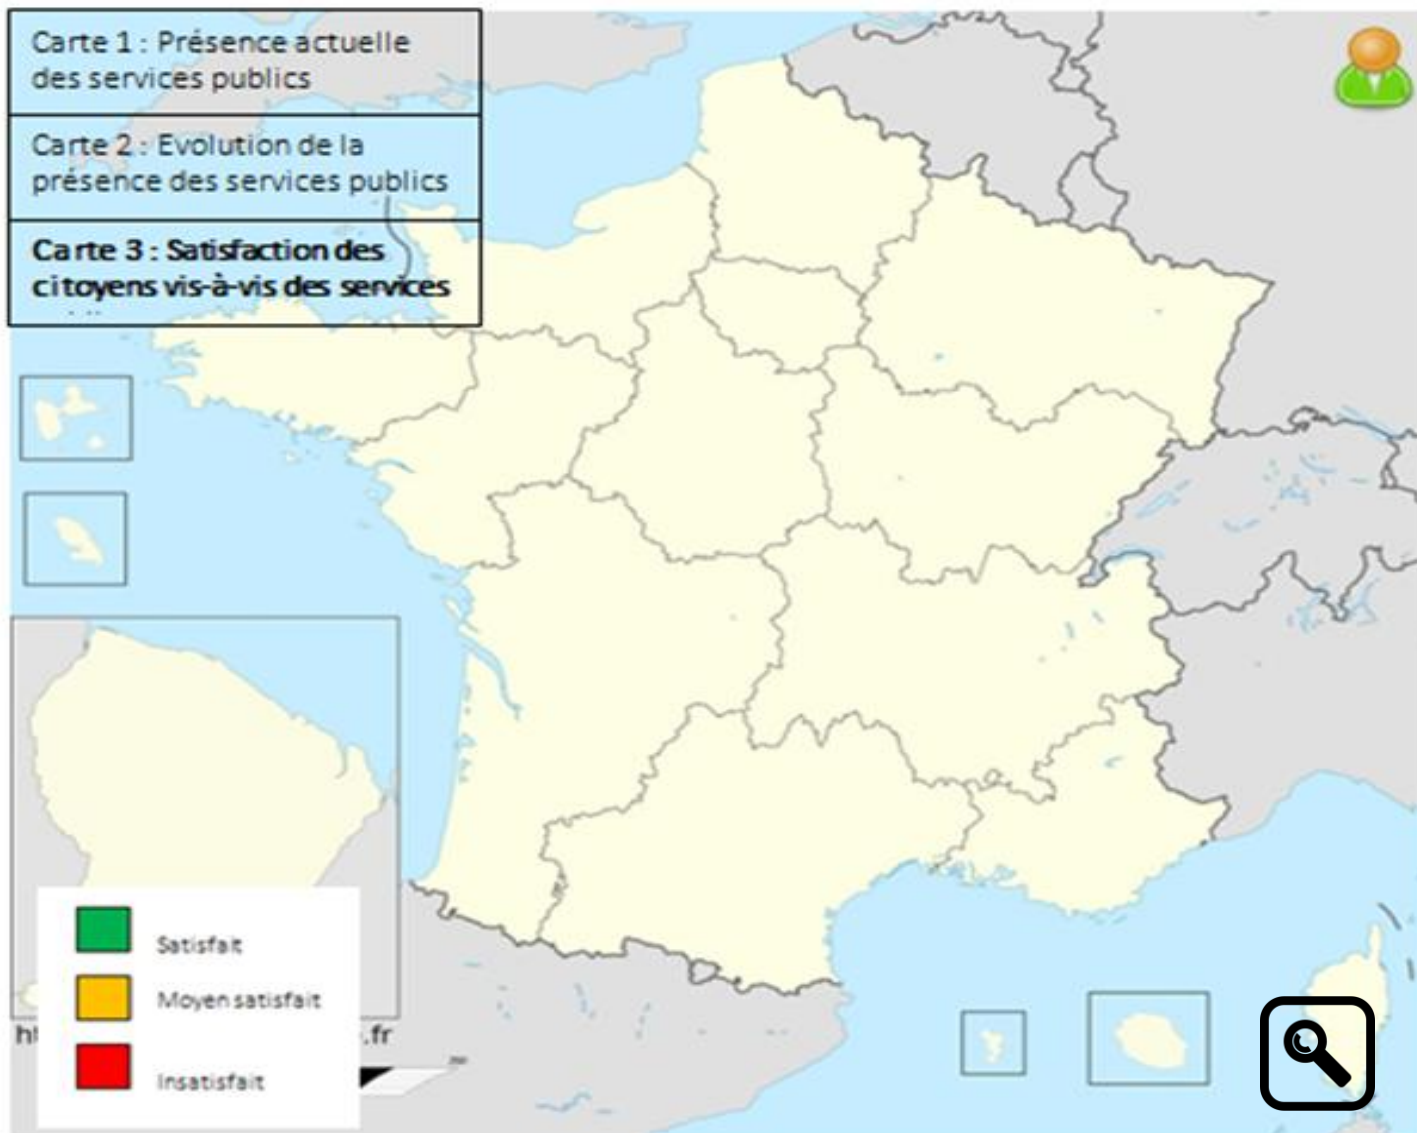 Carte 1 : Présence actuelle
des services publics
Carte 2 : Evolution de la
présence des services publics
Carte 3 : Satisfaction des
citoyens vis-à-vis des services
Satisfait
Moyen satisfait
Insatisfait
.fr